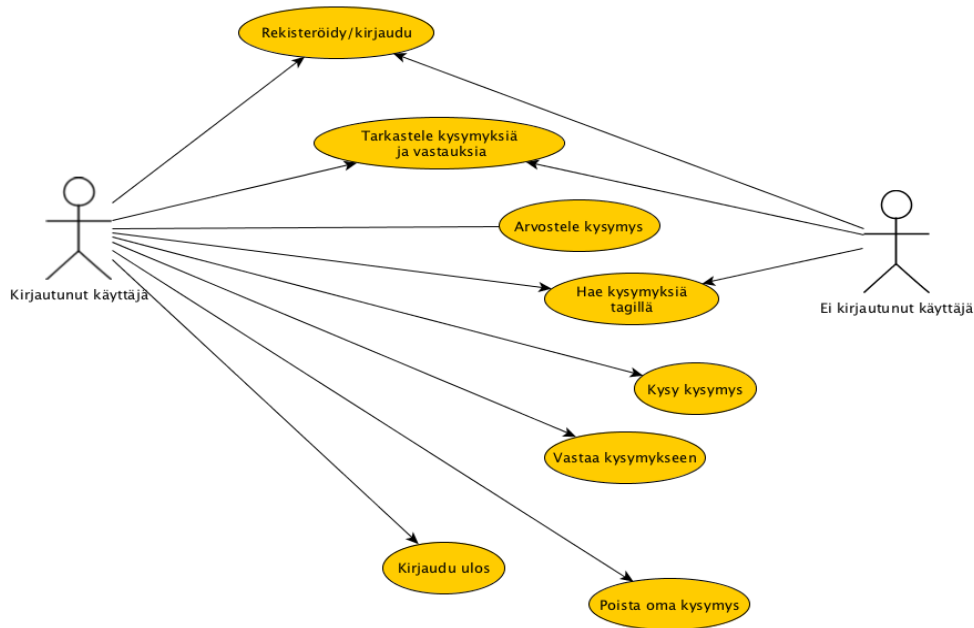 Rekisteröidy/kirjaudu
Tarkastele kysymyksiä
ja vastauksia
Arvostele kysymys
Kirjautunut käyttäjä
Hae kysymyksiä
tagillä
Ei kirjautunut käyttäjä
Kysy kysymys
Vastaa kysymykseen
Kirjaudu ulos
Poista oma kysymys